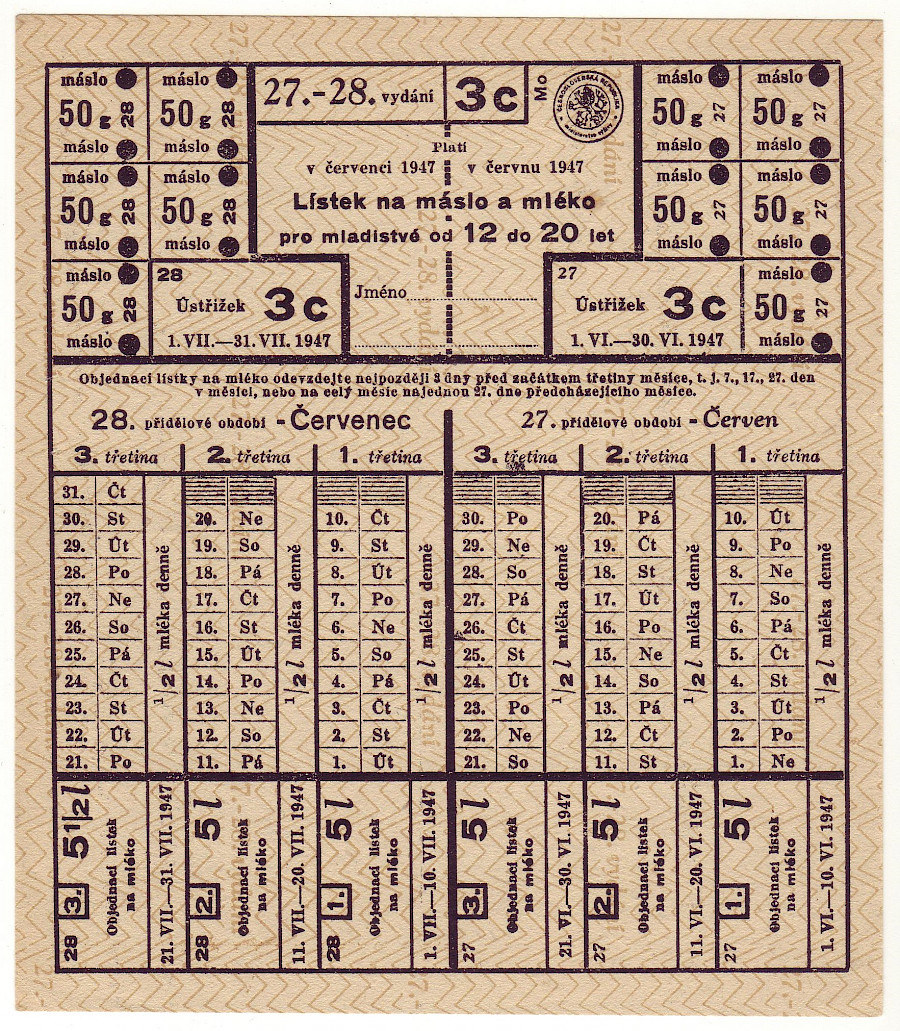 máslo máslo
50 g 28 50 g 28
máslo máslo
máslo máslo
50 g 28 50 g 28
máslo máslo
máslo
50 g 28
máslo
27.-28. vydání 3c Mo
ČESKOSLOVENSKÁ REPUBLIKA
ministerstvo výživy
Platí
v červenci 1947 v červnu 1947
Lístek na máslo a mléko
pro mladistvé od 12 do 20 let
Jméno
máslo máslo
50 g 27 50 g 27
máslo máslo
máslo máslo
50 g 27 50 g 27
máslo máslo
máslo
50 g 27
máslo
28
Ústřižek 3c
1. VII.—31. VII. 1947
27
Ústřižek 3c
1. VI.—30. VI. 1947
Objednací lístky na mléko odevzdejte nejpozději 3 dny před začátkem třetiny měsíce, t. j. 7., 17., 27. den
v měsíci, nebo na celý měsíc najednou 27. dne předcházejícího měsíce.
28. přídělové období - Červenec 27. přídělové období - Červen
3. třetina 2. třetina 1. třetina 3. třetina 2. třetina 1. třetina
31. Čt
30. St 20. Ne 10. Čt 30. Po 20. Pá 10. Út
29. Út 19. So 9. St 29. Ne 19. Čt 9. Po
28. Po 18. Pá 8. Út 28. So 18. St 8. Ne
27. Ne 17. Čt 7. Po 27. Pá 17. Út 7. So
26. So 16. St 6. Ne 26. Čt 16. Po 6. Pá
25. Pá 15. Út 5. So 25. St 15. Ne 5. Čt
24. Čt 14. Po 4. Pá 24. Út 14. So 4. St
23. St 13. Ne 3. Čt 23. Po 13. Pá 3. Út
22. Út 12. So 2. St 22. Ne 12. Čt 2. Po
21. Po 11. Pá 1. Út 21. So 11. St 1. Ne
1/2 l mléka denně
1/2 l mléka denně
1/2 l mléka denně
1/2 l mléka denně
1/2 l mléka denně
1/2 l mléka denně
28 3. 5 1/2 l
Objednací lístek
na mléko
21. VII.—31. VII. 1947
28 2. 5 l
Objednací lístek
na mléko
11. VII.—20. VII. 1947
28 1. 5 l
Objednací lístek
na mléko
1. VII.—10. VII. 1947
27 3. 5 l
Objednací lístek
na mléko
21. VI.—30. VI. 1947
27 2. 5 l
Objednací lístek
na mléko
11. VI.—20. VI. 1947
27 1. 5 l
Objednací lístek
na mléko
1. VI.—10. VI. 1947